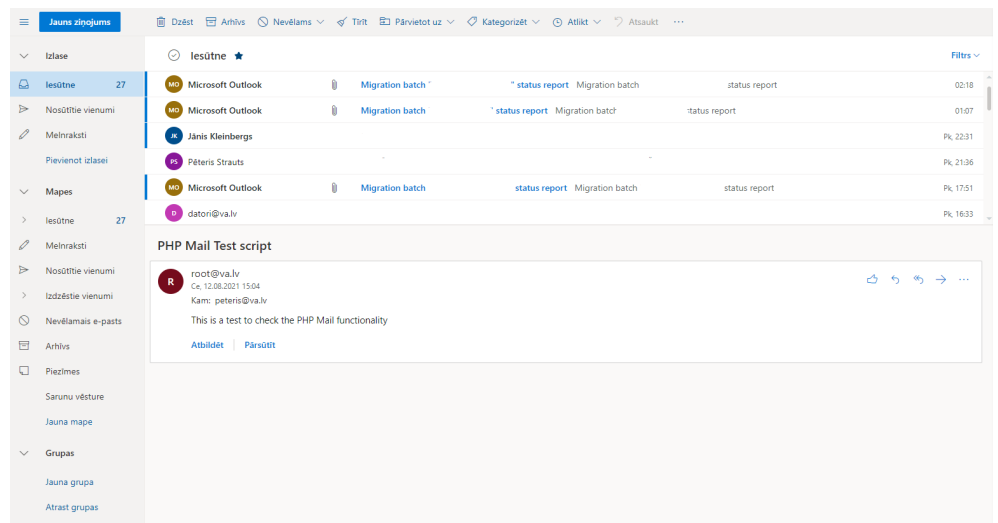 Jauns ziņojums
Dzēst Arhīvs Nevēlams Tīrīt Pārvietot uz Kategorizēt Atlikt Atsaukt ...
Izlase
Iesūtne 27
Nosūtītie vienumi
Melnraksti
Pievienot izlasei
Mapes
Iesūtne 27
Melnraksti
Nosūtītie vienumi
Izdzēstie vienumi
Nevēlamais e-pasts
Arhīvs
Piezīmes
Sarunu vēsture
Jauna mape
Grupas
Jauna grupa
Atrast grupas
Iesūtne Filtrs
MO Microsoft Outlook Migration batch " status report Migration batch status report 02:18
MO Microsoft Outlook Migration batch ' status report Migration batch status report 01:07
JK Jānis Kleinbergs Pk, 22:31
PS Pēteris Strauts Pk, 21:36
MO Microsoft Outlook Migration batch status report Migration batch status report Pk, 17:51
D datori@va.lv Pk, 16:33
PHP Mail Test script
R root@va.lv
Ce, 12.08.2021 15:04
Kam: peteris@va.lv
This is a test to check the PHP Mail functionality
Atbildēt Pārsūtīt